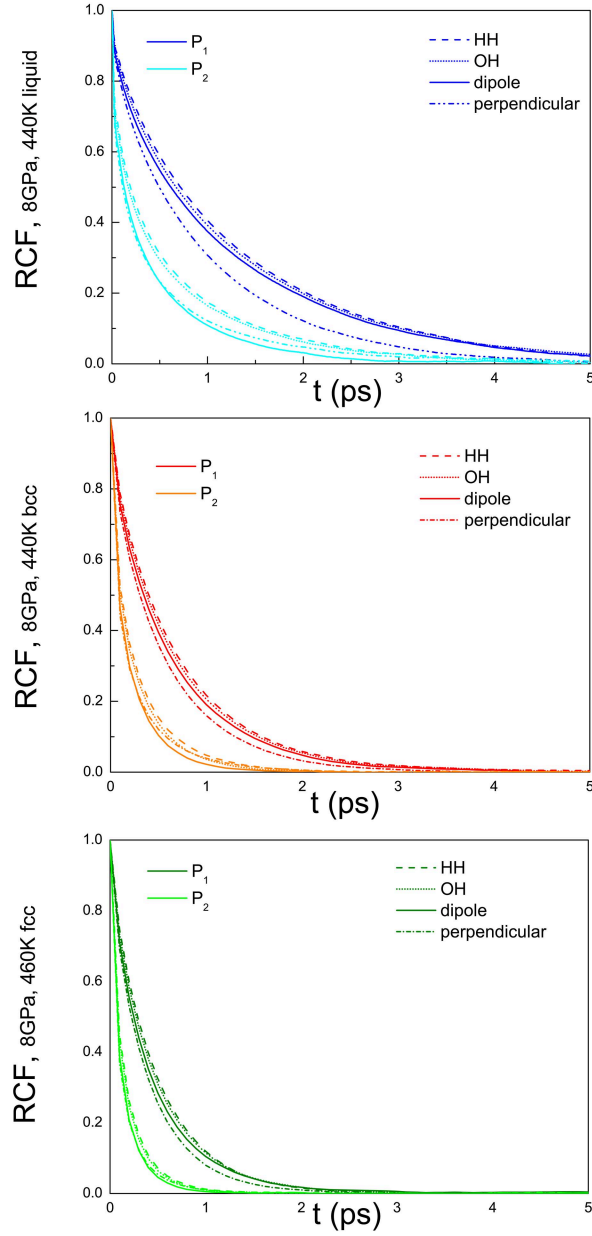 RCF, 8GPa, 440K liquid
P1
P2
HH
OH
dipole
perpendicular
1.0
0.8
0.6
0.4
0.2
0.0
0 1 2 3 4 5
t (ps)
RCF, 8GPa, 440K bcc
P1
P2
HH
OH
dipole
perpendicular
1.0
0.8
0.6
0.4
0.2
0.0
0 1 2 3 4 5
t (ps)
RCF, 8GPa, 460K fcc
P1
P2
HH
OH
dipole
perpendicular
1.0
0.8
0.6
0.4
0.2
0.0
0 1 2 3 4 5
t (ps)